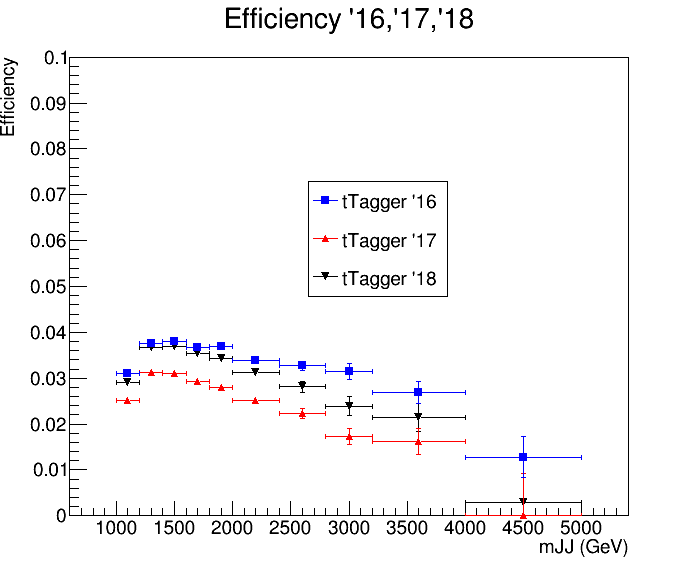 Efficiency '16,'17,'18
Efficiency
0.1
0.09
0.08
0.07
0.06
0.05
0.04
0.03
0.02
0.01
0
tTagger '16
tTagger '17
tTagger '18
1000 1500 2000 2500 3000 3500 4000 4500 5000
mJJ (GeV)